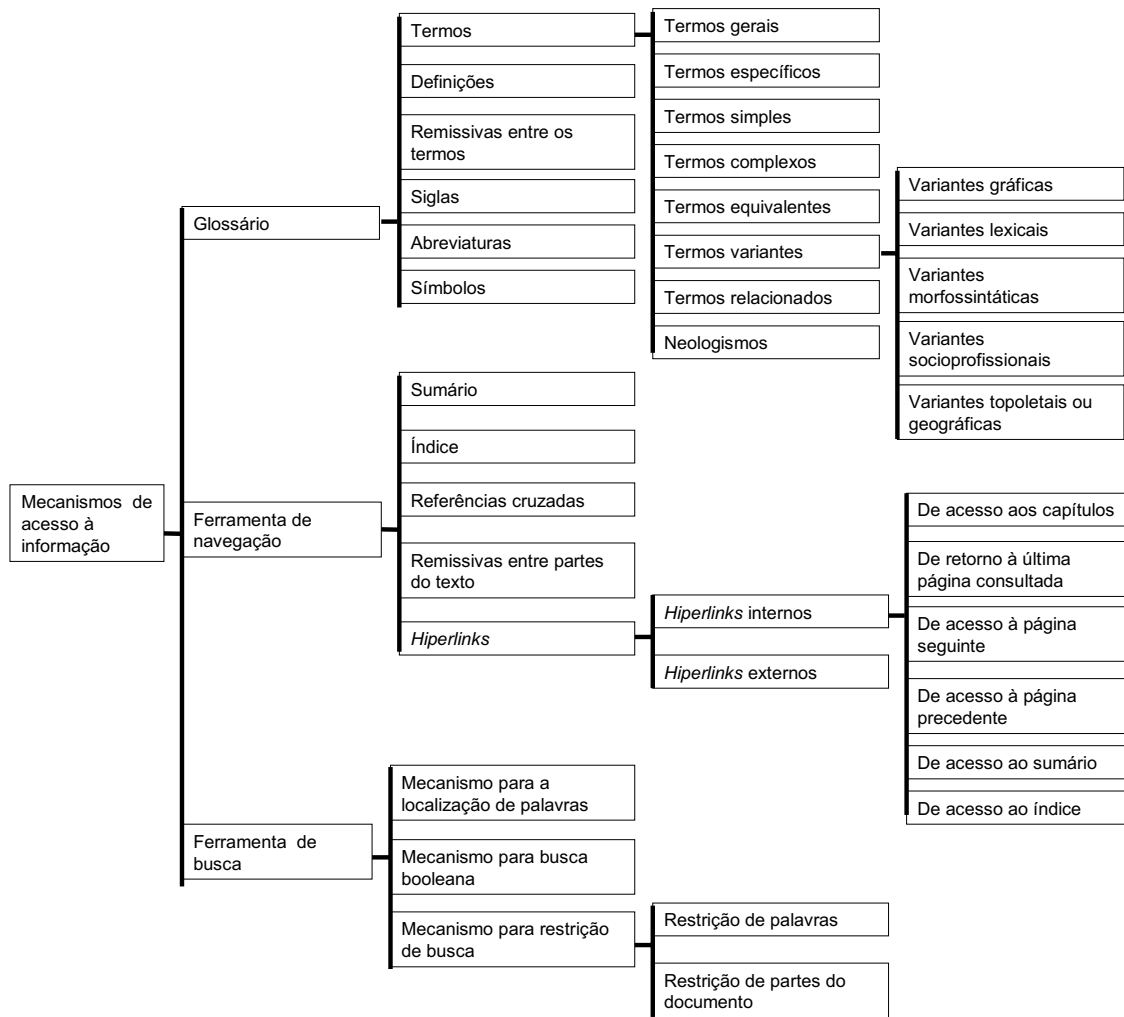 Mecanismos de
acesso à
informação
Glossário
Termos
Definições
Remissivas entre os
termos
Siglas
Abreviaturas
Símbolos
Termos gerais
Termos específicos
Termos simples
Termos complexos
Termos equivalentes
Termos variantes
Termos relacionados
Neologismos
Variantes gráficas
Variantes lexicais
Variantes
morfossintáticas
Variantes
socioprofissionais
Variantes topoletais ou
geográficas
Ferramenta de
navegação
Sumário
Índice
Referências cruzadas
Remissivas entre partes
do texto
Hiperlinks
Hiperlinks internos
Hiperlinks externos
De acesso aos capítulos
De retorno à última
página consultada
De acesso à página
seguinte
De acesso à página
precedente
De acesso ao sumário
De acesso ao índice
Ferramenta de
busca
Mecanismo para a
localização de palavras
Mecanismo para busca
booleana
Mecanismo para restrição
de busca
Restrição de palavras
Restrição de partes do
documento